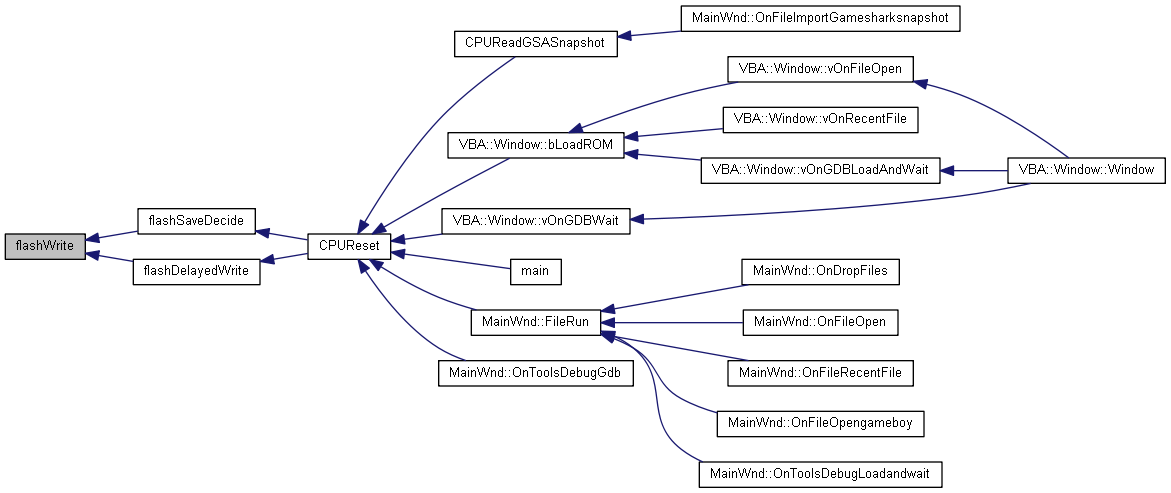 MainWnd::OnFileImportGamesharksnapshot
CPUReadGSASnapshot
VBA::Window::vOnFileOpen
VBA::Window::vOnRecentFile
VBA::Window::bLoadROM
VBA::Window::vOnGDBLoadAndWait
VBA::Window::Window
flashSaveDecide
VBA::Window::vOnGDBWait
flashWrite
CPUReset
flashDelayedWrite
main
MainWnd::OnDropFiles
MainWnd::FileRun
MainWnd::OnFileOpen
MainWnd::OnToolsDebugGdb
MainWnd::OnFileRecentFile
MainWnd::OnFileOpengameboy
MainWnd::OnToolsDebugLoadandwait